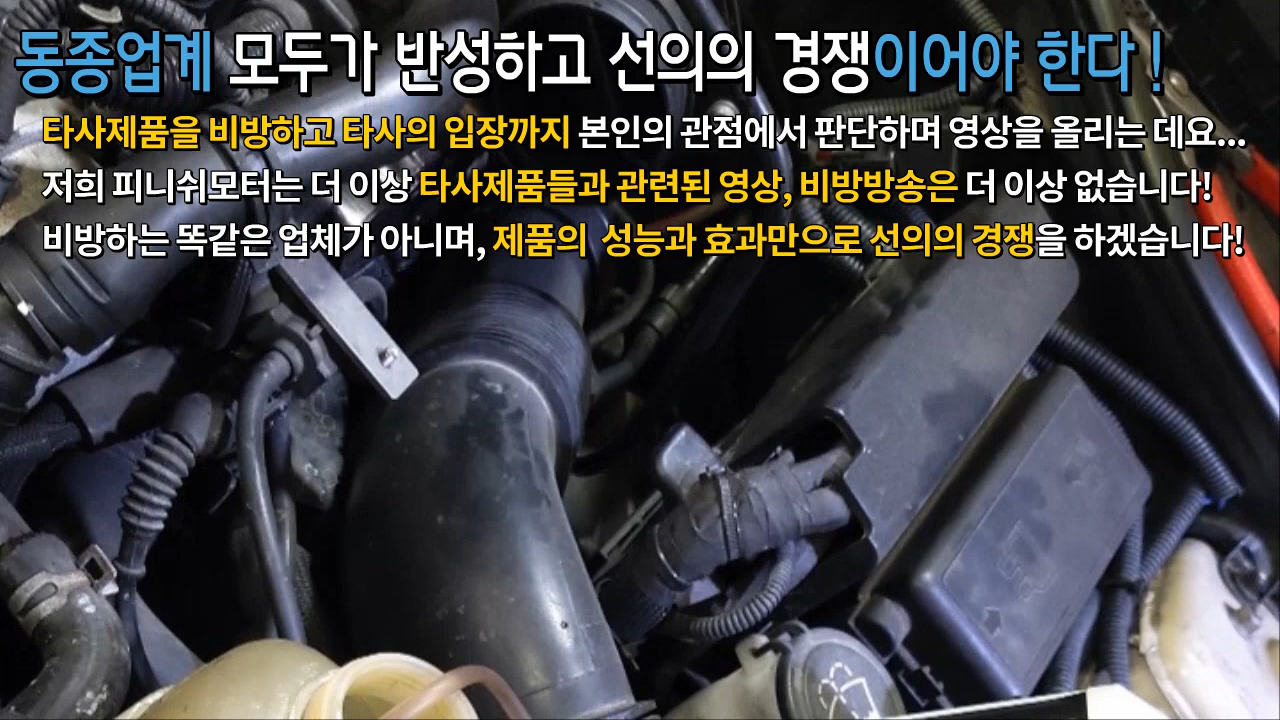 동종업계 모두가 반성하고 선의의 경쟁이어야 한다!
타사제품을 비방하고 타사의 입장까지 본인의 관점에서 판단하며 영상을 올리는 데요...
저희 피니쉬모터는 더 이상 타사제품들과 관련된 영상, 비방방송은 더 이상 없습니다!
비방하는 똑같은 업체가 아니며, 제품의 성능과 효과만으로 선의의 경쟁을 하겠습니다!